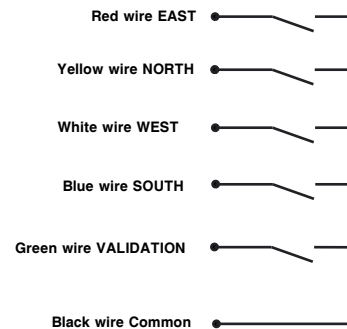 Red wire EAST
Yellow wire NORTH
White wire WEST
Blue wire SOUTH
Green wire VALIDATION
Black wire Common